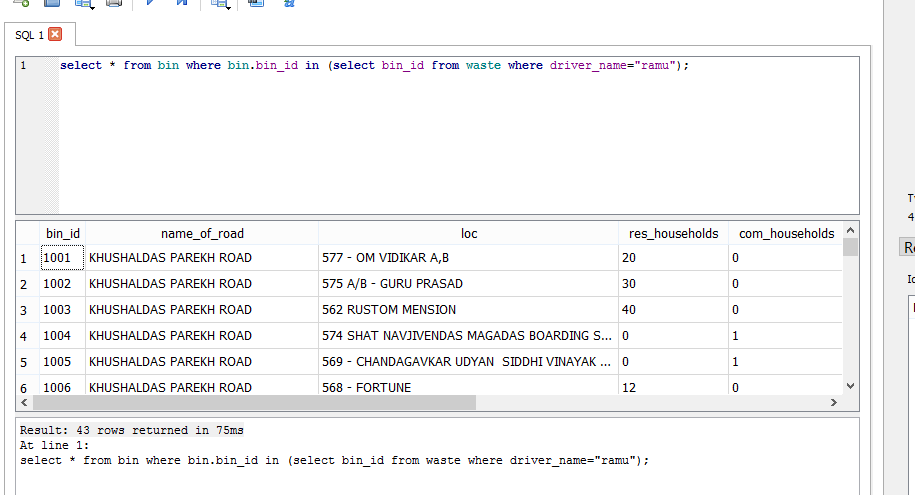 SQL 1
1 select * from bin where bin.bin_id in (select bin_id from waste where driver_name="ramu");
bin_id name_of_road loc res_households com_households
1 1001 KHUSHALDAS PAREKH ROAD 577 - OM VIDIKAR A,B 20 0
2 1002 KHUSHALDAS PAREKH ROAD 575 A/B - GURU PRASAD 30 0
3 1003 KHUSHALDAS PAREKH ROAD 562 RUSTOM MENSION 40 0
4 1004 KHUSHALDAS PAREKH ROAD 574 SHAT NAVJIVENDAS MAGADAS BOARDING S... 0 1
5 1005 KHUSHALDAS PAREKH ROAD 569 - CHANDAGAVKAR UDYAN SIDDHI VINAYAK ... 0 1
6 1006 KHUSHALDAS PAREKH ROAD 568 - FORTUNE 12 0
Result: 43 rows returned in 75ms
At line 1:
select * from bin where bin.bin_id in (select bin_id from waste where driver_name="ramu");
4